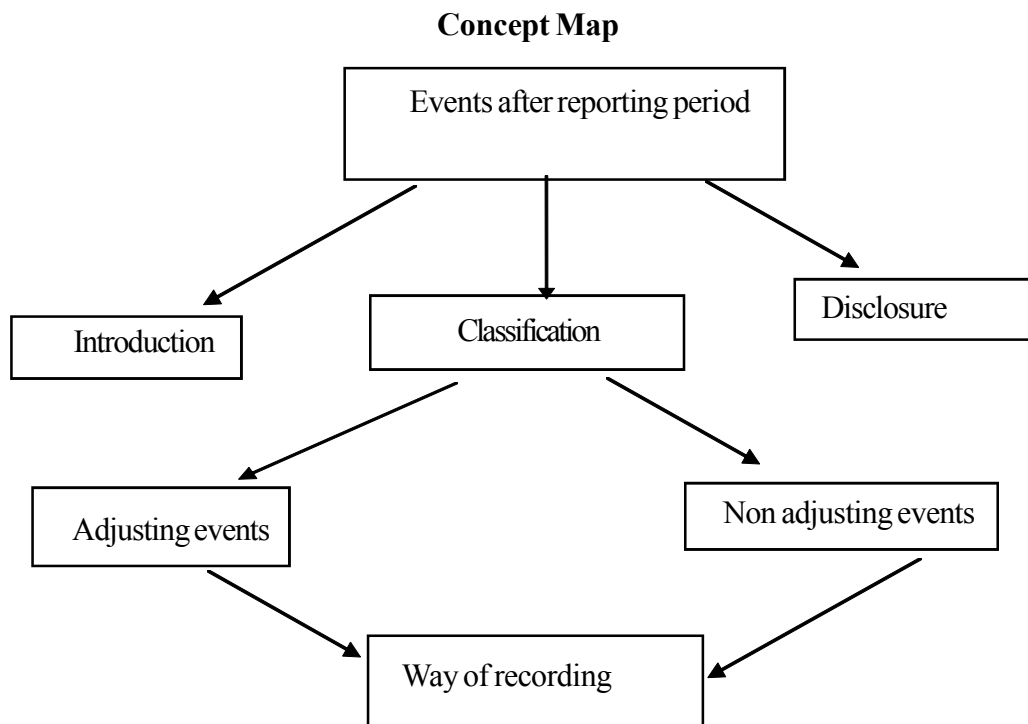 Concept Map
Events after reporting period
Introduction
Classification
Disclosure
Adjusting events
Non adjusting events
Way of recording